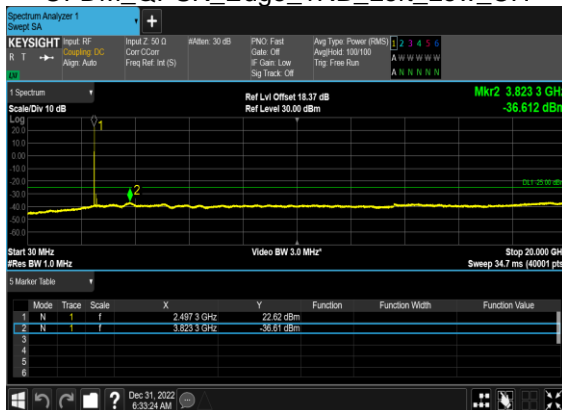 Spectrum Analyzer 1
Swept SA
KEYSIGHT
R T
Input: RF
Coupling: DC
Align: Auto
Input Z: 50 Ω
Corr CCorr
Freq Ref: Int (S)
#Atten: 30 dB
PNO: Fast
Gate: Off
IF Gain: Low
Sig Track: Off
Avg Type: Power (RMS)
Avg|Hold: 100/100
Trig: Free Run
1 2 3 4 5 6
A W W W W W
A N N N N N
1 Spectrum
Scale/Div 10 dB
Ref Lvl Offset 18.37 dB
Ref Level 30.00 dBm
Mkr2 3.823 3 GHz
-36.612 dBm
Log
20.0
10.0
0.00
-10.0
-20.0
-30.0
-40.0
-50.0
-60.0
1
2
DL1 -25.00 dBm
Start 30 MHz
#Res BW 1.0 MHz
Video BW 3.0 MHz*
Stop 20.000 GH
Sweep 34.7 ms (40001 pts
5 Marker Table
Mode Trace Scale X Y Function Function Width Function Value
1 N 1 f 2.497 3 GHz 22.62 dBm
2 N 1 f 3.823 3 GHz -36.61 dBm
3
4
5
6
Dec 31, 2022
6:33:24 AM